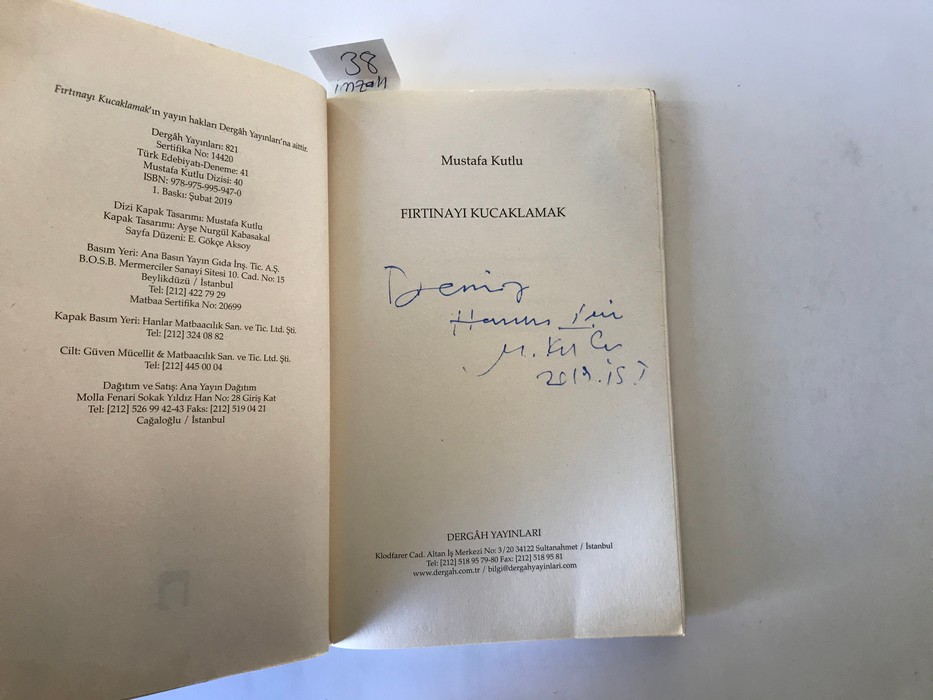 38
imzalı
Fırtınayı Kucaklamak'ın yayın hakları Dergâh Yayınları'na aittir.
Dergâh Yayınları: 821
Sertifika No: 14420
Türk Edebiyatı-Deneme: 41
Mustafa Kutlu Dizisi: 40
ISBN: 978-975-995-947-0
1. Baskı: Şubat 2019
Dizi Kapak Tasarımı: Mustafa Kutlu
Kapak Tasarımı: Ayşe Nurgül Kabasakal
Sayfa Düzeni: E. Gökçe Aksoy
Basım Yeri: Ana Basın Yayın Gıda İnş. Tic. A.Ş.
B.O.S.B. Mermerciler Sanayi Sitesi 10. Cad. No: 15
Beylikdüzü / İstanbul
Tel: [212] 422 79 29
Matbaa Sertifika No: 20699
Kapak Basım Yeri: Hanlar Matbaacılık San. ve Tic. Ltd. Şti.
Tel: [212] 324 08 82
Cilt: Güven Mücellit & Matbaacılık San. ve Tic. Ltd. Şti.
Tel: [212] 445 00 04
Dağıtım ve Satış: Ana Yayın Dağıtım
Molla Fenari Sokak Yıldız Han No: 28 Giriş Kat
Tel: [212] 526 99 42-43 Faks: [212] 519 04 21
Cağaloğlu / İstanbul
Mustafa Kutlu
FIRTINAYI KUCAKLAMAK
Deniz
Hanım için
M. Kutlu
2019. İST
DERGÂH YAYINLARI
Klodfarer Cad. Altan İş Merkezi No: 3/20 34122 Sultanahmet / İstanbul
Tel: [212] 518 95 79-80 Fax: [212] 518 95 81
www.dergah.com.tr / bilgi@dergahyayinlari.com